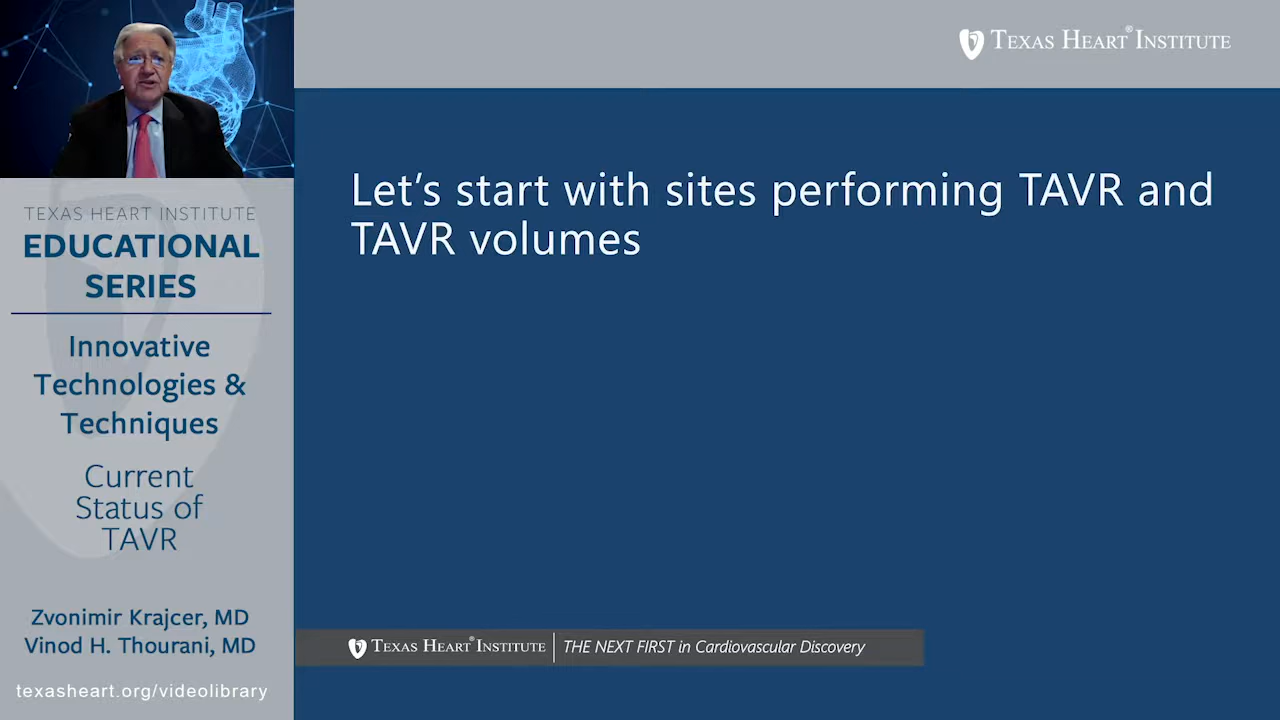 TEXAS HEART® INSTITUTE
Let’s start with sites performing TAVR and
TAVR volumes
TEXAS HEART INSTITUTE
EDUCATIONAL
SERIES
Innovative
Technologies &
Techniques
Current
Status of
TAVR
Zvonimir Krajcer, MD
Vinod H. Thourani, MD
texasheart.org/videolibrary
TEXAS HEART® INSTITUTE | THE NEXT FIRST in Cardiovascular Discovery